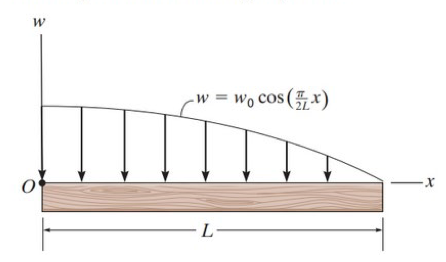 w
w = w₀ cos(π/2L x)
O
x
L